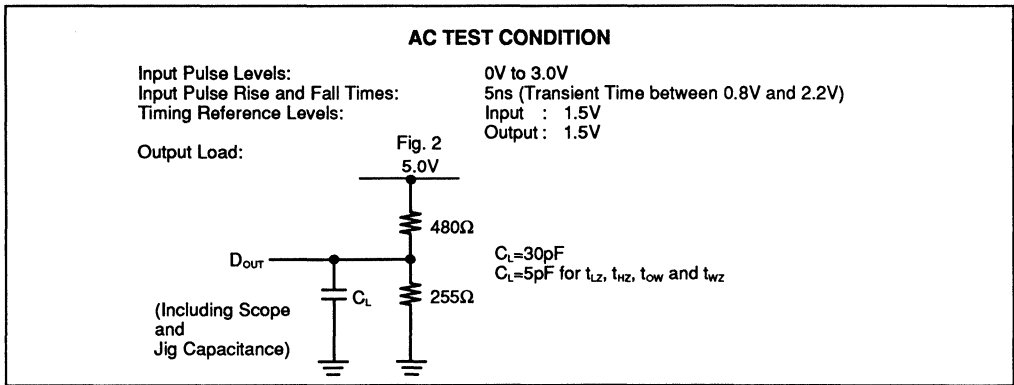 AC TEST CONDITION
Input Pulse Levels: 0V to 3.0V
Input Pulse Rise and Fall Times: 5ns (Transient Time between 0.8V and 2.2V)
Timing Reference Levels: Input : 1.5V
Output : 1.5V
Output Load:
Fig. 2
5.0V
480Ω
DOUT
CL=30pF
CL=5pF for tLZ, tHZ, tOW and tWZ
CL
255Ω
(Including Scope
and
Jig Capacitance)